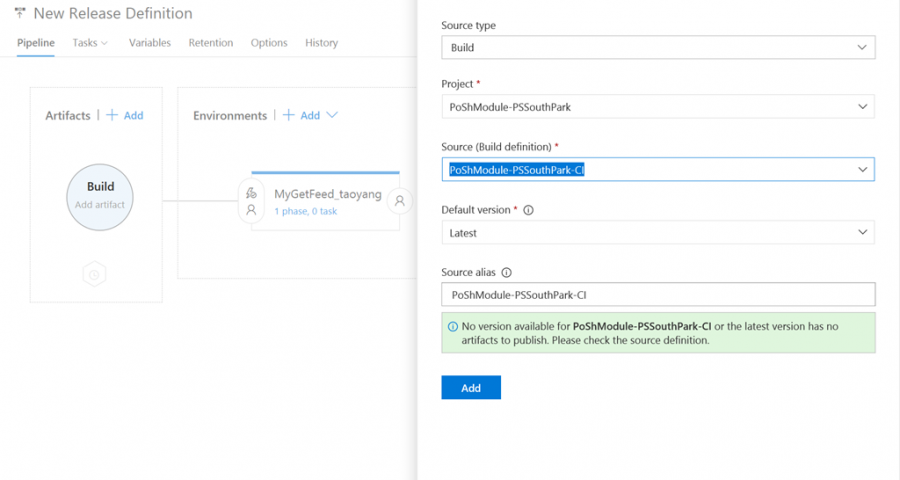 New Release Definition
Pipeline Tasks Variables Retention Options History
Artifacts | + Add
Environments | + Add
Build
Add artifact
MyGetFeed_taoyang
1 phase, 0 task
Source type
Build
Project *
PoShModule-PSSouthPark
Source (Build definition) *
PoShModule-PSSouthPark-CI
Default version *
Latest
Source alias
PoShModule-PSSouthPark-CI
No version available for PoShModule-PSSouthPark-CI or the latest version has no
artifacts to publish. Please check the source definition.
Add